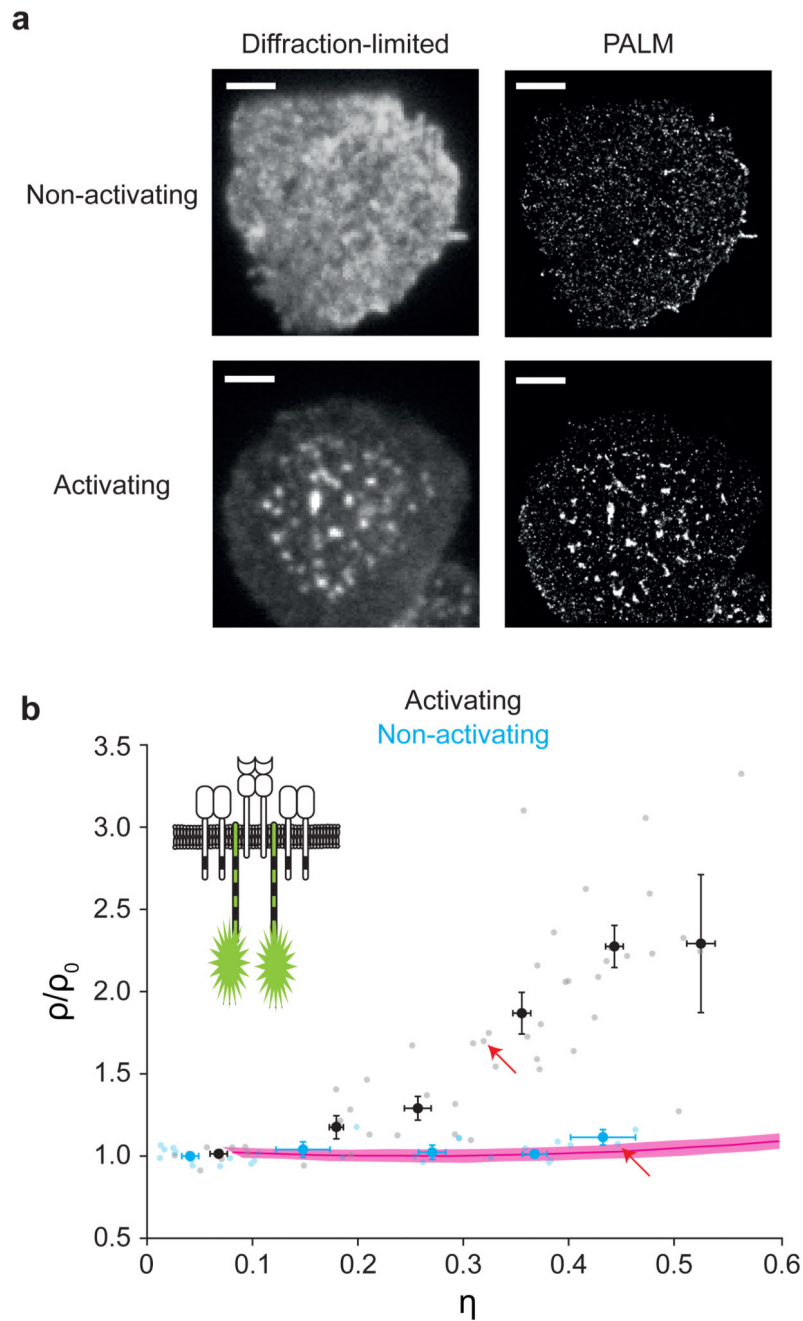 a
Diffraction-limited PALM
Non-activating
Activating
b
Activating
Non-activating
3.5
3.0
2.5
2.0
1.5
1.0
0.5
ρ/ρ0
0 0.1 0.2 0.3 0.4 0.5 0.6
η